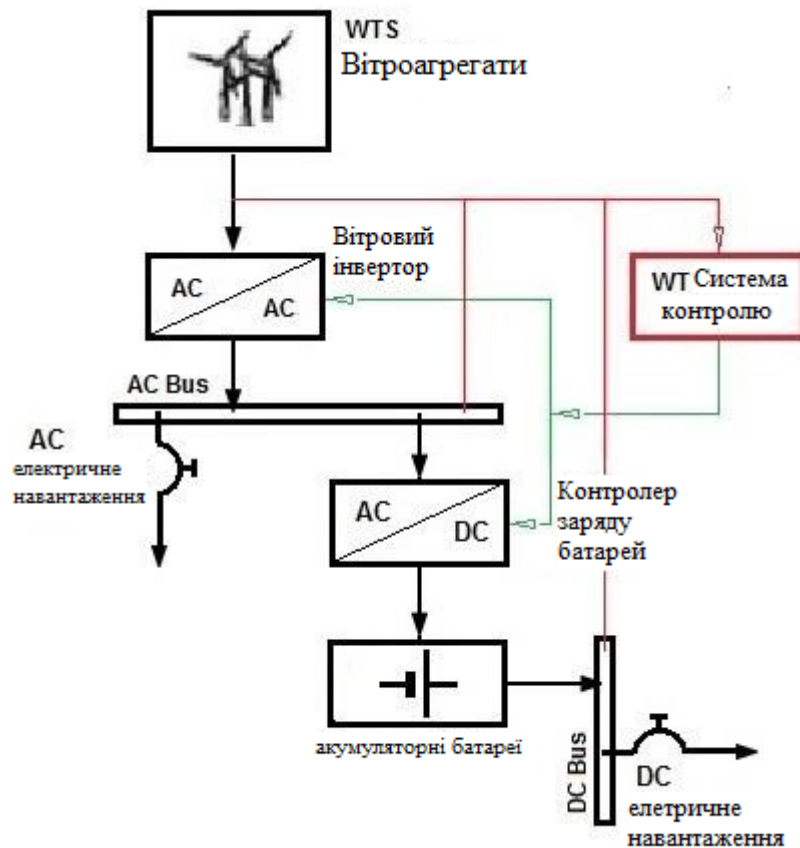 WTS
Вітроагрегати
Вітровий
інвертор
AC
AC
WT Система
контролю
AC Bus
AC
електричне
навантаження
AC
DC
Контролер
заряду
батарей
акумуляторні батареї
DC Bus
DC
елетричне
навантаження